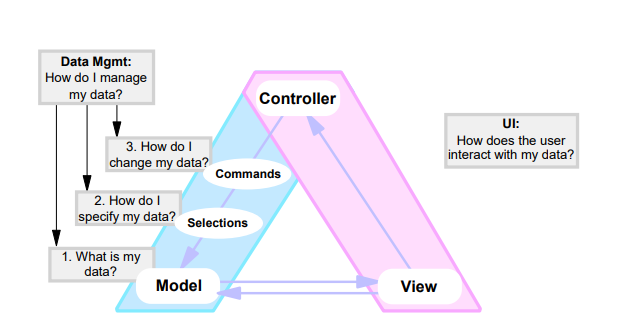 Data Mgmt:
How do I manage
my data?
Controller
UI:
How does the user
interact with my data?
3. How do I
change my data?
Commands
2. How do I
specify my data?
Selections
1. What is my
data?
Model
View